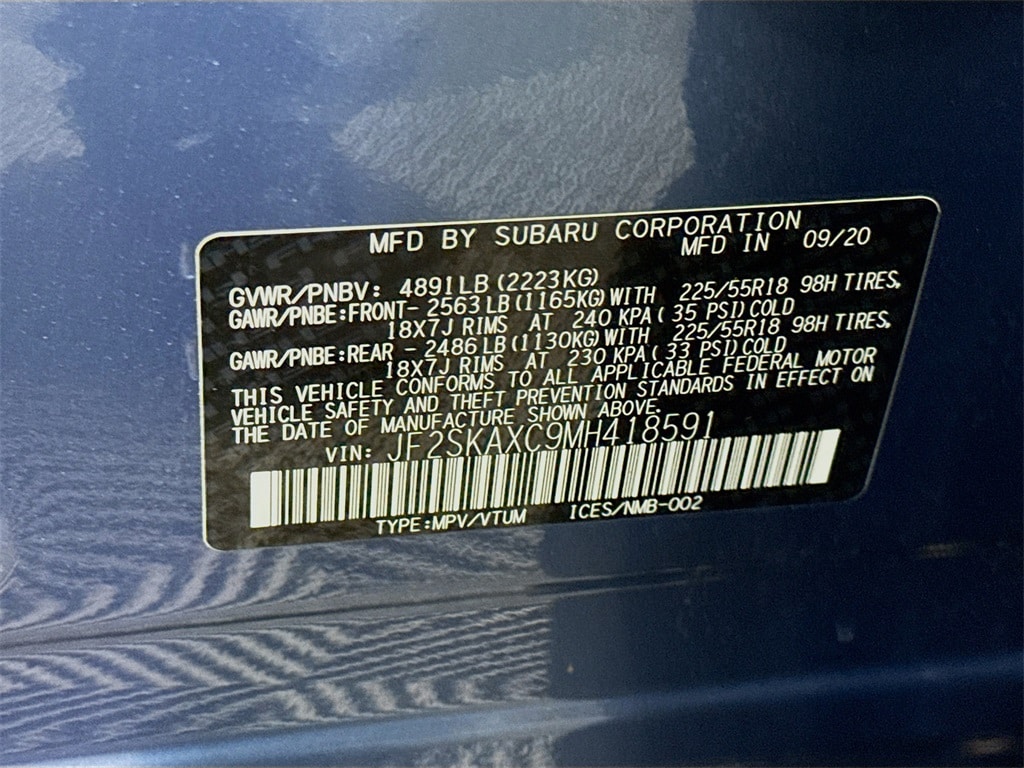 MFD BY SUBARU CORPORATION
MFD IN 09/20
GVWR/PNBV: 4891LB (2223KG)
GAWR/PNBE:FRONT- 2563 LB (1165KG) WITH 225/55R18 98H TIRES,
18X7J RIMS AT 240 KPA ( 35 PSI) COLD
GAWR/PNBE:REAR - 2486 LB (1130KG) WITH 225/55R18 98H TIRES,
18X7J RIMS AT 230 KPA ( 33 PSI) COLD
THIS VEHICLE CONFORMS TO ALL APPLICABLE FEDERAL MOTOR
VEHICLE SAFETY AND THEFT PREVENTION STANDARDS IN EFFECT ON
THE DATE OF MANUFACTURE SHOWN ABOVE.
VIN: JF2SKAXC9MH418591
TYPE:MPV/VTUM ICES/NMB-002